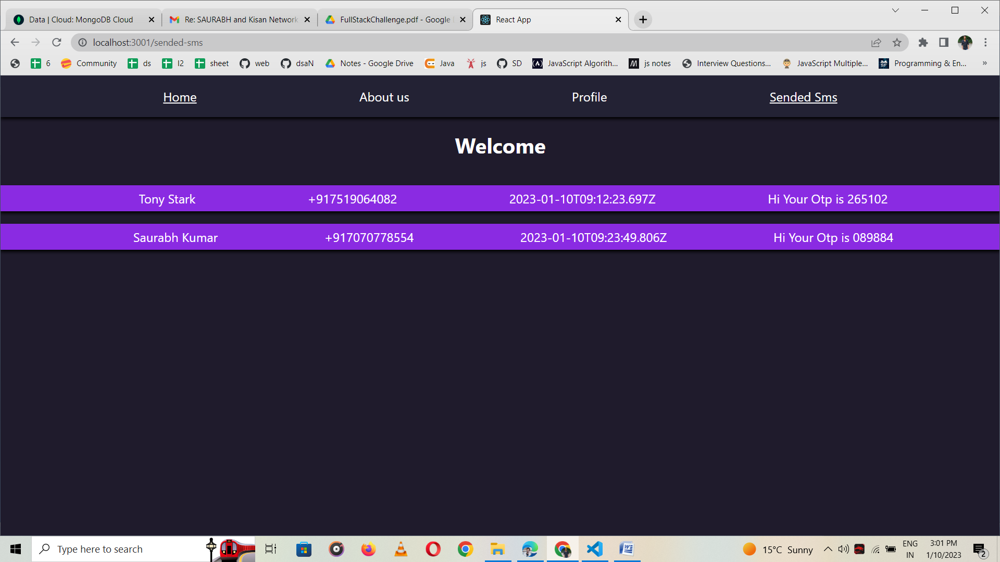 Data | Cloud: MongoDB Cloud
Re: SAURABH and Kisan Network
FullStackChallenge.pdf - Google
React App
localhost:3001/sended-sms
6 Community ds l2 sheet web dsaN Notes - Google Drive Java js SD JavaScript Algorith... js notes Interview Questions... JavaScript Multiple... Programming & En... »
Home About us Profile Sended Sms
Welcome
Tony Stark +917519064082 2023-01-10T09:12:23.697Z Hi Your Otp is 265102
Saurabh Kumar +917070778554 2023-01-10T09:23:49.806Z Hi Your Otp is 089884
Type here to search
15°C Sunny
ENG
IN
3:01 PM
1/10/2023
2